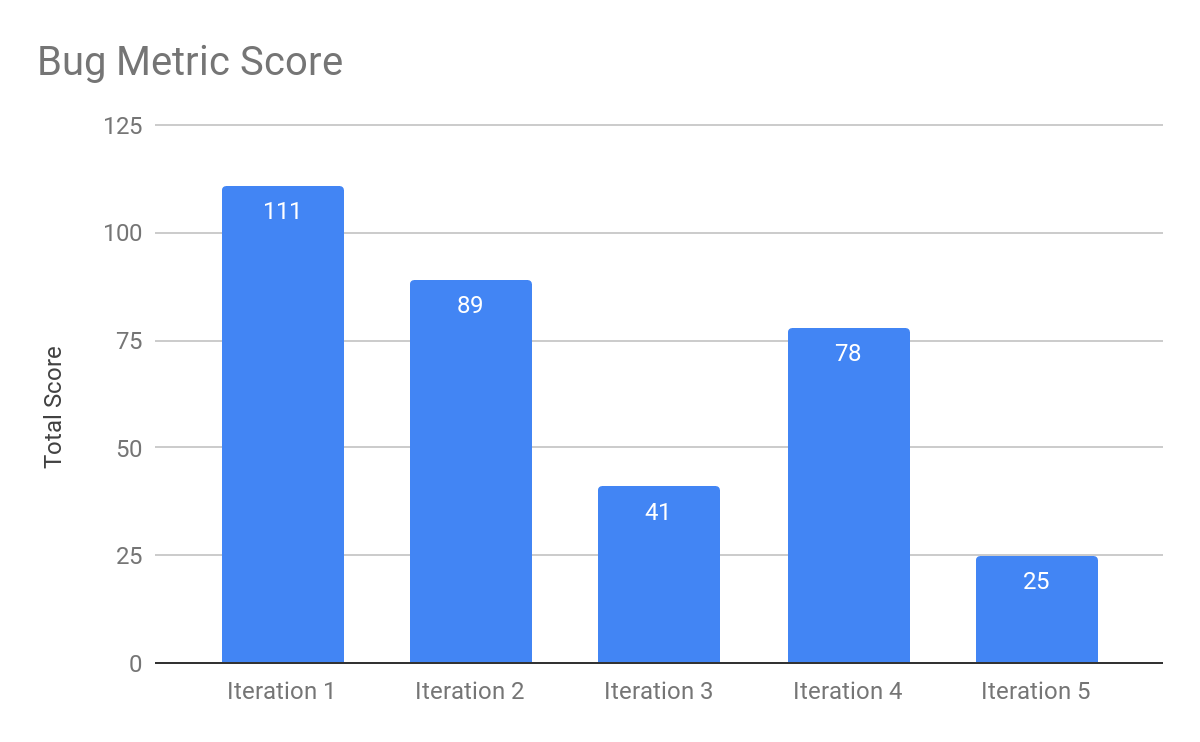 Bug Metric Score
Total Score
125
100
75
50
25
0
111
89
41
78
25
Iteration 1
Iteration 2
Iteration 3
Iteration 4
Iteration 5